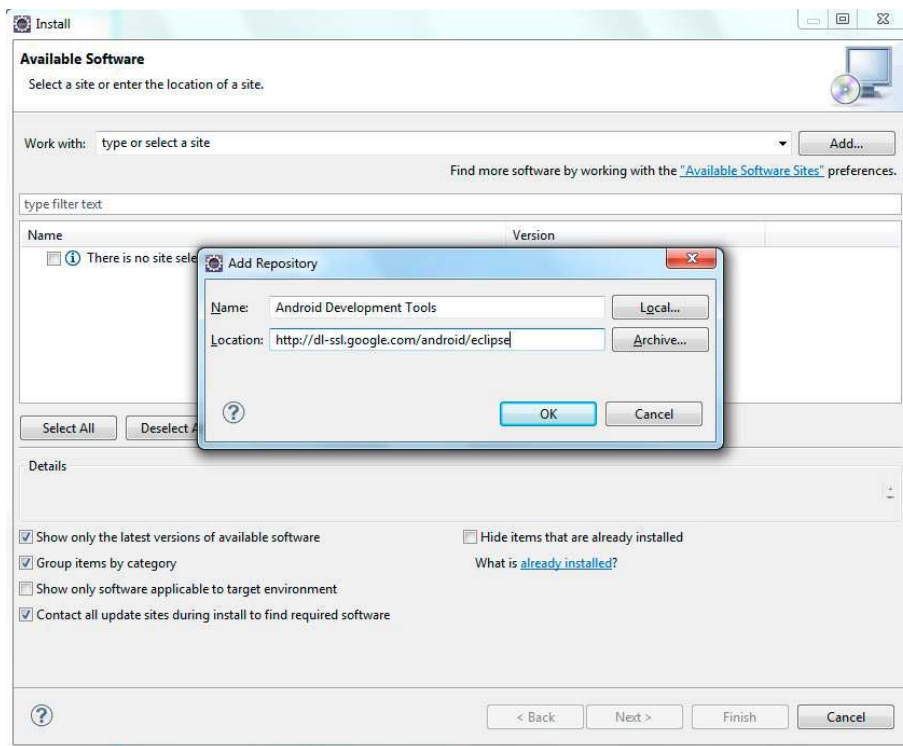 Install
Available Software
Select a site or enter the location of a site.
Work with: type or select a site Add...
Find more software by working with the "Available Software Sites" preferences.
type filter text
Name Version
There is no site sele
Add Repository
Name: Android Development Tools Local...
Location: http://dl-ssl.google.com/android/eclipse Archive...
OK Cancel
Select All Deselect A
Details
Show only the latest versions of available software Hide items that are already installed
Group items by category What is already installed?
Show only software applicable to target environment
Contact all update sites during install to find required software
< Back Next > Finish Cancel